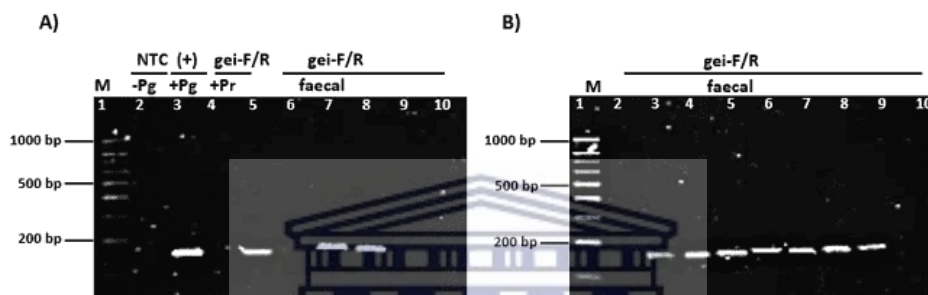 A)
NTC (+) gei-F/R gei-F/R
M -Pg +Pg +Pr faecal
1 2 3 4 5 6 7 8 9 10
1000 bp
500 bp
200 bp
B)
gei-F/R
M faecal
1 2 3 4 5 6 7 8 9 10
1000 bp
500 bp
200 bp